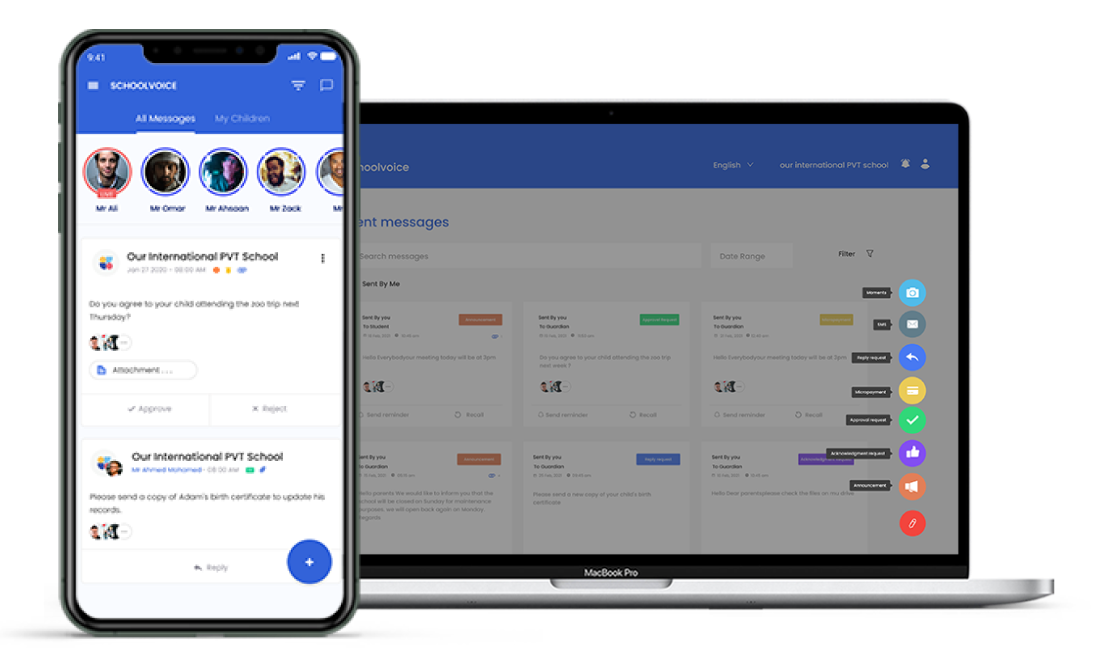 9:41
SCHOOLVOICE
All Messages My Children
LIVE
Mr Ali Mr Omar Mr Ahsaan Mr Zack
Our International PVT School
Jan 27 2020 - 08:00 AM
Do you agree to your child attending the zoo trip next
Thursday?
Attachment . . .
Approve Reject
Our International PVT School
Mr Ahmed Mohamed - 08:00 AM
Please send a copy of Adam's birth certificate to update his
records.
Reply
hoolvoice
English
our international PVT school
ent messages
Search messages
Date Range
Filter
Sent By Me
Moments
SMS
Reply request
Micropayment
Approval request
Acknowledgment request
Announcement
Sent By you
To Student
Announcement
Hello Everybody,our meeting today will be at 3pm
Send reminder Recall
Sent By you
To Guardian
Approval Request
Do you agree to your child attending the zoo trip
next week ?
Send reminder Recall
Sent By you
To Guardian
Hello Everybody,our meeting today will be at 2pm
Send reminder Recall
Sent By you
To Guardian
Announcement
Hello parents We would like to inform you that the
school will be closed on Sunday for maintenance
purposes. we will open back again on Monday.
Regards
Sent By you
To Guardian
Reply request
Please send a new copy of your child's birth
certificate
Sent By you
To Guardian
Acknowledgment Request
Hello Dear parents,please check the files on my drive
MacBook Pro